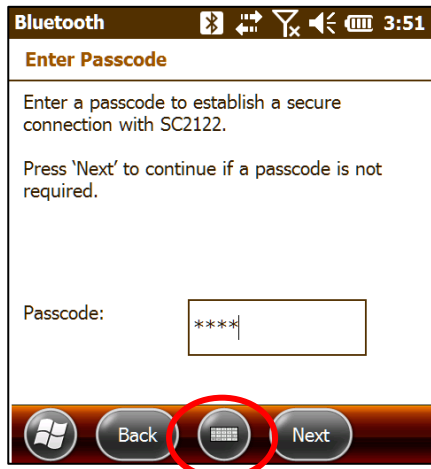 Bluetooth 3:51
Enter Passcode
Enter a passcode to establish a secure
connection with SC2122.
Press ‘Next’ to continue if a passcode is not
required.
Passcode: ****
Back Next